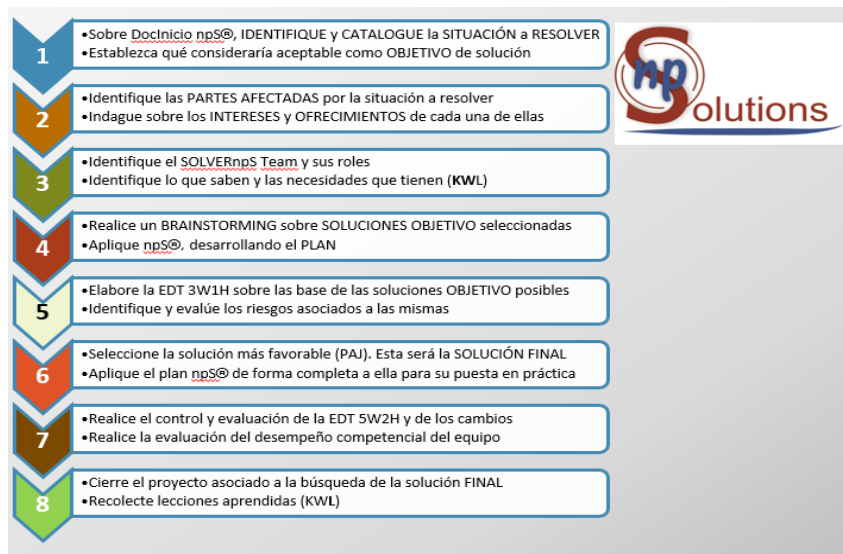 1
•Sobre DocInicio npS®, IDENTIFIQUE y CATALOGUE la SITUACIÓN a RESOLVER
•Establezca qué consideraría aceptable como OBJETIVO de solución
Snp Solutions
2
•Identifique las PARTES AFECTADAS por la situación a resolver
•Indague sobre los INTERESES y OFRECIMIENTOS de cada una de ellas
3
•Identifique el SOLVERnpS Team y sus roles
•Identifique lo que saben y las necesidades que tienen (KWL)
4
•Realice un BRAINSTORMING sobre SOLUCIONES OBJETIVO seleccionadas
•Aplique npS®, desarrollando el PLAN
5
•Elabore la EDT 3W1H sobre las base de las soluciones OBJETIVO posibles
•Identifique y evalúe los riesgos asociados a las mismas
6
•Seleccione la solución más favorable (PAJ). Esta será la SOLUCIÓN FINAL
•Aplique el plan npS® de forma completa a ella para su puesta en práctica
7
•Realice el control y evaluación de la EDT 5W2H y de los cambios
•Realice la evaluación del desempeño competencial del equipo
8
•Cierre el proyecto asociado a la búsqueda de la solución FINAL
•Recolecte lecciones aprendidas (KWL)